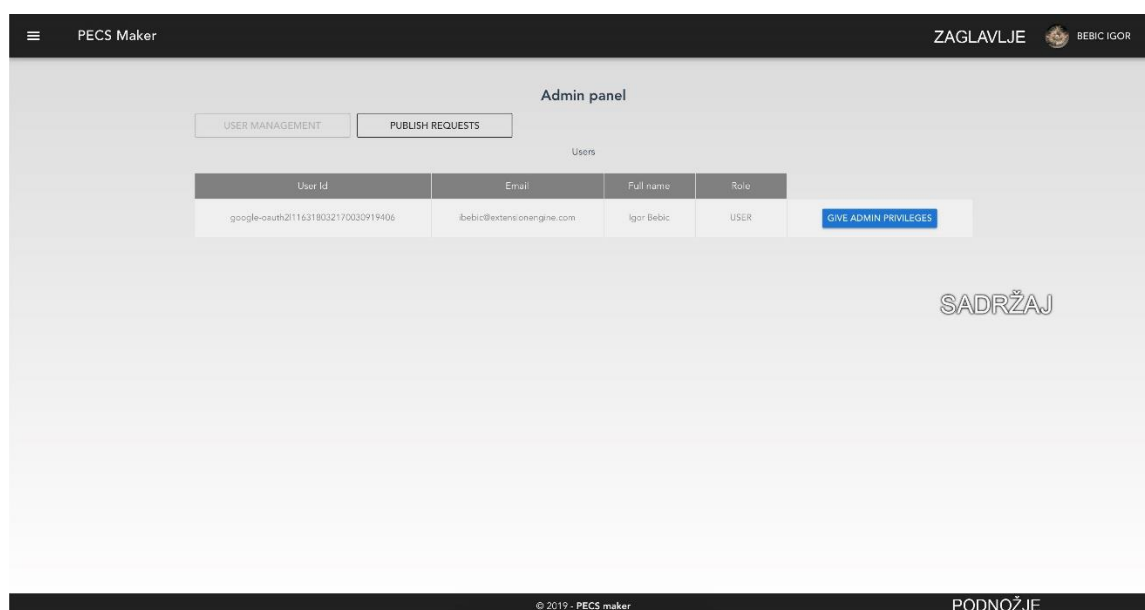 PECS Maker ZAGLAVLJE BEBIC IGOR
Admin panel
USER MANAGEMENT PUBLISH REQUESTS
Users
User Id Email Full name Role
google-oauth2|116318032170030919406 ibebic@extensionengine.com Igor Bebic USER GIVE ADMIN PRIVILEGES
SADRŽAJ
© 2019 - PECS maker PODNOŽJE